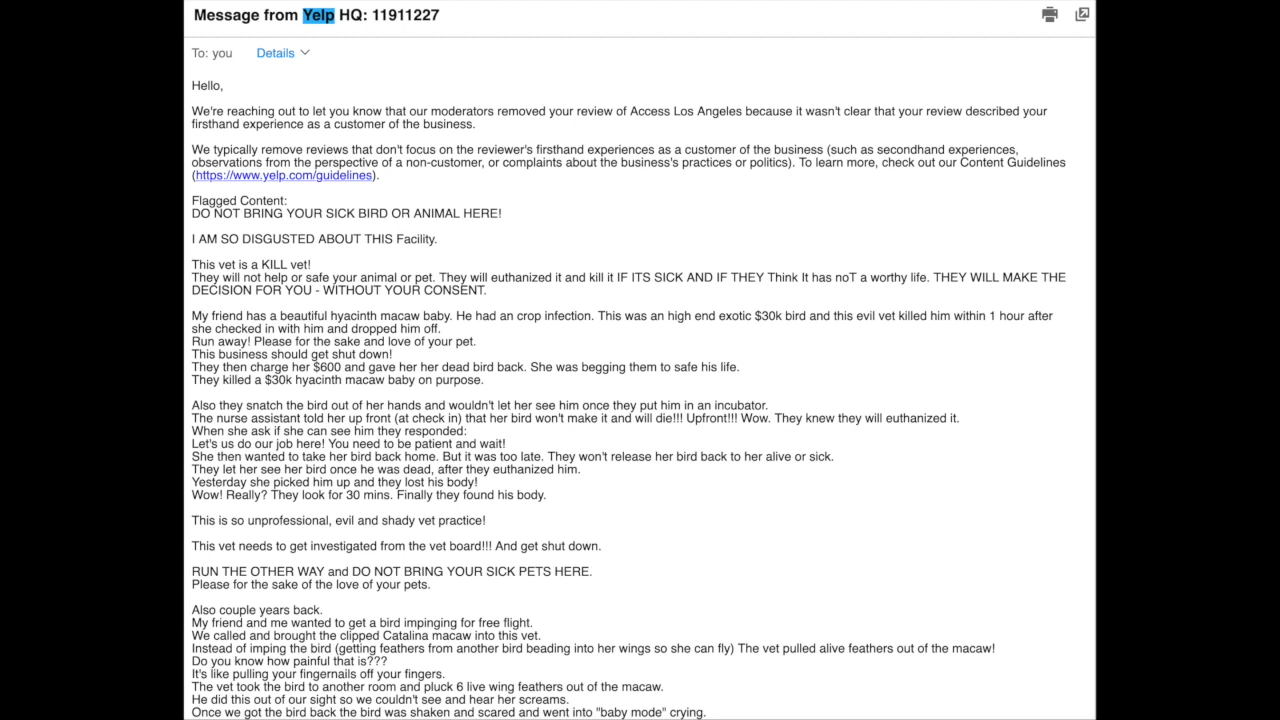 Message from Yelp HQ: 11911227
To: you Details
Hello,
We're reaching out to let you know that our moderators removed your review of Access Los Angeles because it wasn't clear that your review described your
firsthand experience as a customer of the business.
We typically remove reviews that don't focus on the reviewer's firsthand experiences as a customer of the business (such as secondhand experiences,
observations from the perspective of a non-customer, or complaints about the business's practices or politics). To learn more, check out our Content Guidelines
(https://www.yelp.com/guidelines).
Flagged Content:
DO NOT BRING YOUR SICK BIRD OR ANIMAL HERE!
I AM SO DISGUSTED ABOUT THIS Facility.
This vet is a KILL vet!
They will not help or safe your animal or pet. They will euthanized it and kill it IF ITS SICK AND IF THEY Think It has noT a worthy life. THEY WILL MAKE THE
DECISION FOR YOU - WITHOUT YOUR CONSENT.
My friend has a beautiful hyacinth macaw baby. He had an crop infection. This was an high end exotic $30k bird and this evil vet killed him within 1 hour after
she checked in with him and dropped him off.
Run away! Please for the sake and love of your pet.
This business should get shut down!
They then charge her $600 and gave her her dead bird back. She was begging them to safe his life.
They killed a $30k hyacinth macaw baby on purpose.
Also they snatch the bird out of her hands and wouldn't let her see him once they put him in an incubator.
The nurse assistant told her up front (at check in) that her bird won't make it and will die!!! Upfront!!! Wow. They knew they will euthanized it.
When she ask if she can see him they responded:
Let's us do our job here! You need to be patient and wait!
She then wanted to take her bird back home. But it was too late. They won't release her bird back to her alive or sick.
They let her see her bird once he was dead, after they euthanized him.
Yesterday she picked him up and they lost his body!
Wow! Really? They look for 30 mins. Finally they found his body.
This is so unprofessional, evil and shady vet practice!
This vet needs to get investigated from the vet board!!! And get shut down.
RUN THE OTHER WAY and DO NOT BRING YOUR SICK PETS HERE.
Please for the sake of the love of your pets.
Also couple years back.
My friend and me wanted to get a bird impinging for free flight.
We called and brought the clipped Catalina macaw into this vet.
Instead of imping the bird (getting feathers from another bird beading into her wings so she can fly) The vet pulled alive feathers out of the macaw!
Do you know how painful that is???
It's like pulling your fingernails off your fingers.
The vet took the bird to another room and pluck 6 live wing feathers out of the macaw.
He did this out of our sight so we couldn't see and hear her screams.
Once we got the bird back the bird was shaken and scared and went into "baby mode" crying.